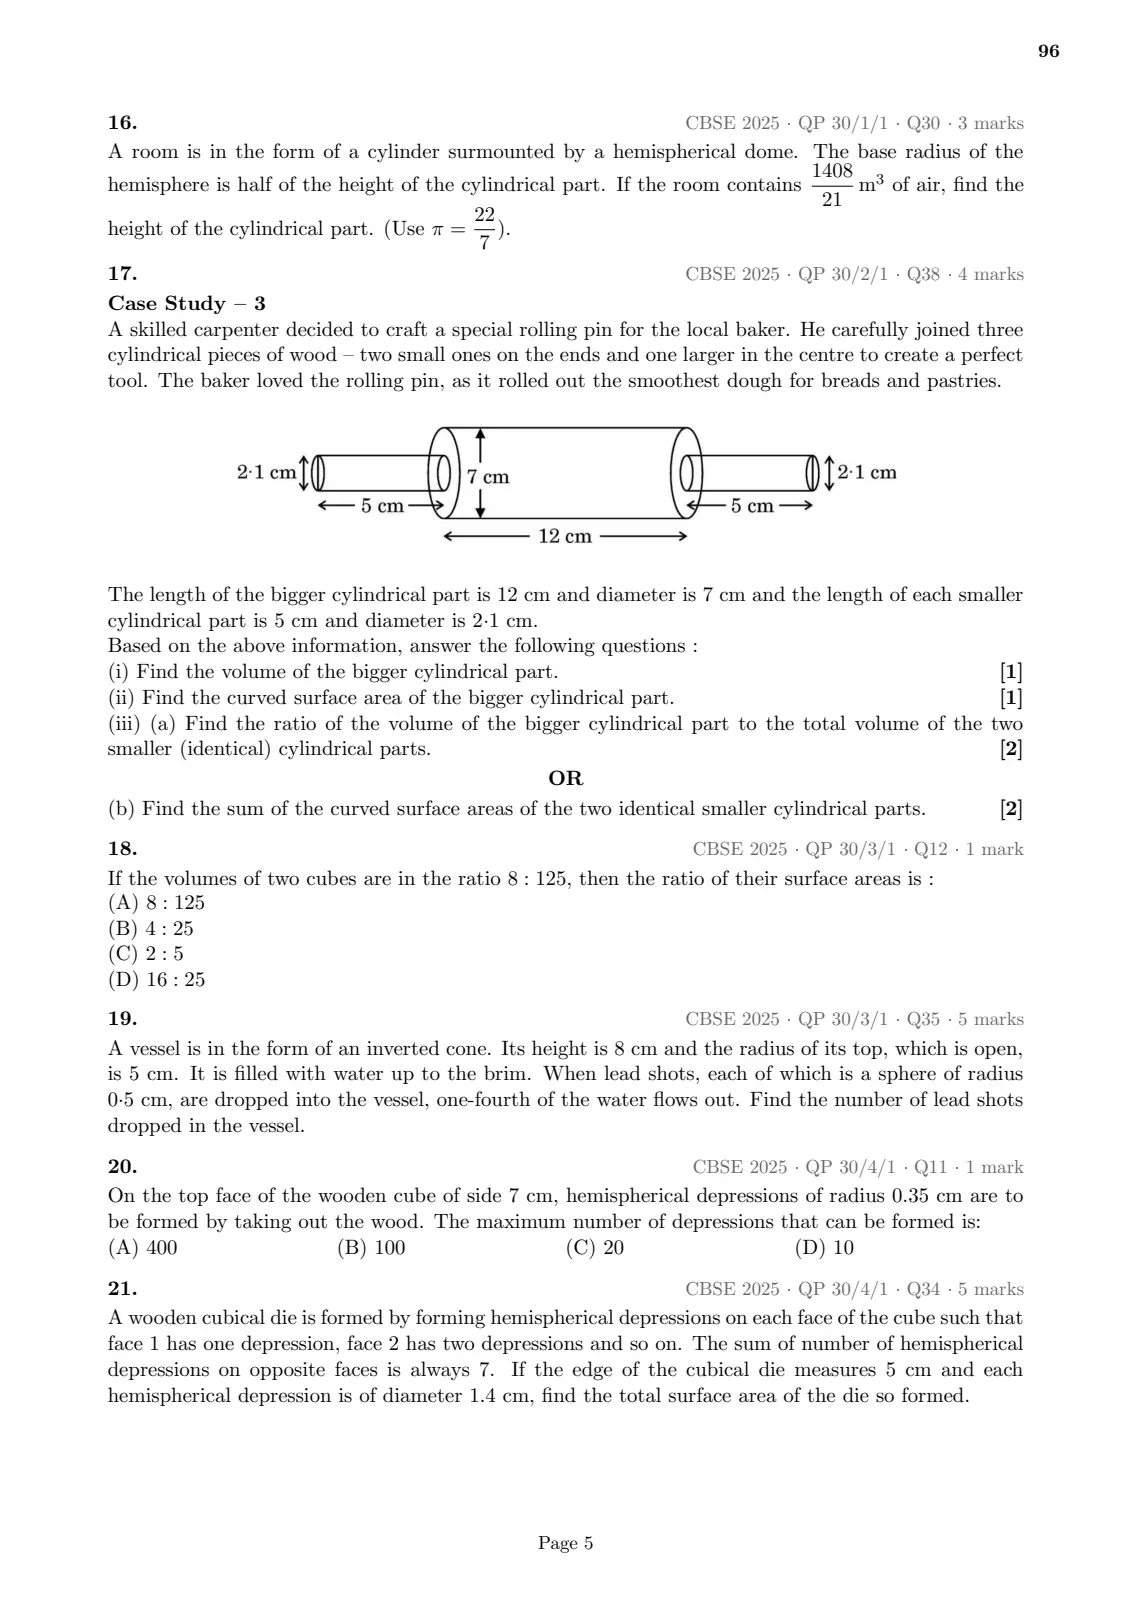 96
16. CBSE 2025 · QP 30/1/1 · Q30 · 3 marks
A room is in the form of a cylinder surmounted by a hemispherical dome. The base radius of the
hemisphere is half of the height of the cylindrical part. If the room contains 1408/21 m³ of air, find the
height of the cylindrical part. (Use π = 22/7).
17. CBSE 2025 · QP 30/2/1 · Q38 · 4 marks
Case Study – 3
A skilled carpenter decided to craft a special rolling pin for the local baker. He carefully joined three
cylindrical pieces of wood – two small ones on the ends and one larger in the centre to create a perfect
tool. The baker loved the rolling pin, as it rolled out the smoothest dough for breads and pastries.
2·1 cm 7 cm 2·1 cm
5 cm 5 cm
12 cm
The length of the bigger cylindrical part is 12 cm and diameter is 7 cm and the length of each smaller
cylindrical part is 5 cm and diameter is 2·1 cm.
Based on the above information, answer the following questions :
(i) Find the volume of the bigger cylindrical part. [1]
(ii) Find the curved surface area of the bigger cylindrical part. [1]
(iii) (a) Find the ratio of the volume of the bigger cylindrical part to the total volume of the two
smaller (identical) cylindrical parts. [2]
OR
(b) Find the sum of the curved surface areas of the two identical smaller cylindrical parts. [2]
18. CBSE 2025 · QP 30/3/1 · Q12 · 1 mark
If the volumes of two cubes are in the ratio 8 : 125, then the ratio of their surface areas is :
(A) 8 : 125
(B) 4 : 25
(C) 2 : 5
(D) 16 : 25
19. CBSE 2025 · QP 30/3/1 · Q35 · 5 marks
A vessel is in the form of an inverted cone. Its height is 8 cm and the radius of its top, which is open,
is 5 cm. It is filled with water up to the brim. When lead shots, each of which is a sphere of radius
0·5 cm, are dropped into the vessel, one-fourth of the water flows out. Find the number of lead shots
dropped in the vessel.
20. CBSE 2025 · QP 30/4/1 · Q11 · 1 mark
On the top face of the wooden cube of side 7 cm, hemispherical depressions of radius 0.35 cm are to
be formed by taking out the wood. The maximum number of depressions that can be formed is:
(A) 400 (B) 100 (C) 20 (D) 10
21. CBSE 2025 · QP 30/4/1 · Q34 · 5 marks
A wooden cubical die is formed by forming hemispherical depressions on each face of the cube such that
face 1 has one depression, face 2 has two depressions and so on. The sum of number of hemispherical
depressions on opposite faces is always 7. If the edge of the cubical die measures 5 cm and each
hemispherical depression is of diameter 1.4 cm, find the total surface area of the die so formed.
Page 5